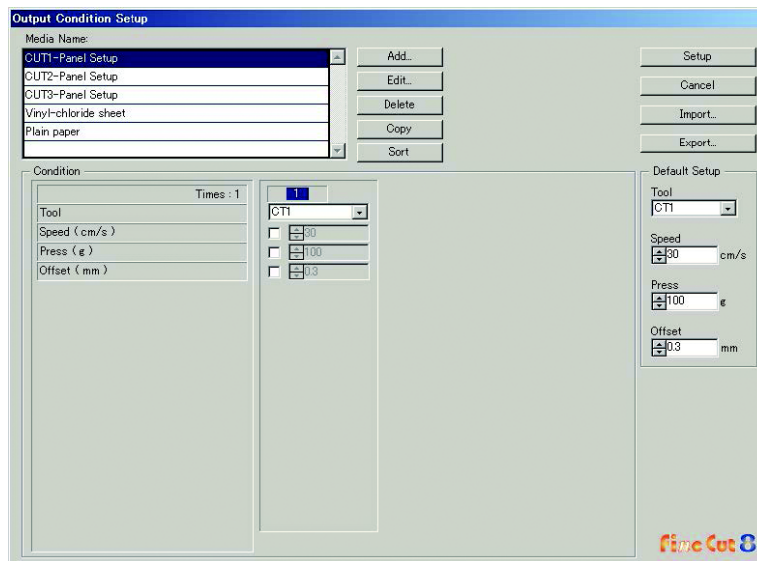 Output Condition Setup
Media Name:
CUT1-Panel Setup
CUT2-Panel Setup
CUT3-Panel Setup
Vinyl-chloride sheet
Plain paper
Add...
Edit...
Delete
Copy
Sort
Setup
Cancel
Import...
Export...
Condition
Times : 1
1
Tool
CT1
Speed ( cm/s )
30
Press ( g )
100
Offset ( mm )
0.3
Default Setup
Tool
CT1
Speed
30 cm/s
Press
100 g
Offset
0.3 mm
Fine Cut 8